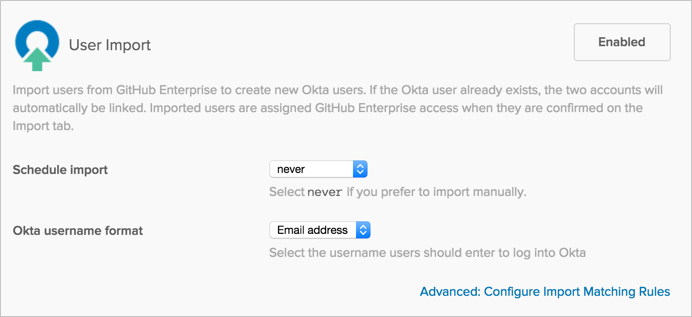 User Import
Enabled
Import users from GitHub Enterprise to create new Okta users. If the Okta user already exists, the two accounts will
automatically be linked. Imported users are assigned GitHub Enterprise access when they are confirmed on the
Import tab.
Schedule import
never
Select never if you prefer to import manually.
Okta username format
Email address
Select the username users should enter to log into Okta
Advanced: Configure Import Matching Rules